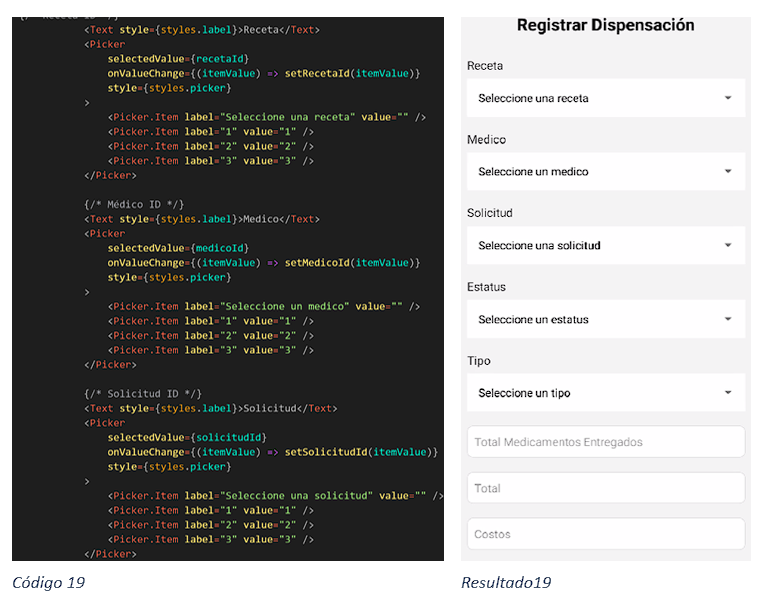 {/* Receta ID */}
<Text style={styles.label}>Receta</Text>
<Picker
selectedValue={recetaId}
onValueChange={(itemValue) => setRecetaId(itemValue)}
style={styles.picker}
>
<Picker.Item label="Seleccione una receta" value="" />
<Picker.Item label="1" value="1" />
<Picker.Item label="2" value="2" />
<Picker.Item label="3" value="3" />
</Picker>
{/* Médico ID */}
<Text style={styles.label}>Medico</Text>
<Picker
selectedValue={medicoId}
onValueChange={(itemValue) => setMedicoId(itemValue)}
style={styles.picker}
>
<Picker.Item label="Seleccione un medico" value="" />
<Picker.Item label="1" value="1" />
<Picker.Item label="2" value="2" />
<Picker.Item label="3" value="3" />
</Picker>
{/* Solicitud ID */}
<Text style={styles.label}>Solicitud</Text>
<Picker
selectedValue={solicitudId}
onValueChange={(itemValue) => setSolicitudId(itemValue)}
style={styles.picker}
>
<Picker.Item label="Seleccione una solicitud" value="" />
<Picker.Item label="1" value="1" />
<Picker.Item label="2" value="2" />
<Picker.Item label="3" value="3" />
</Picker>
Código 19
Registrar Dispensación
Receta
Seleccione una receta
Medico
Seleccione un medico
Solicitud
Seleccione una solicitud
Estatus
Seleccione un estatus
Tipo
Seleccione un tipo
Total Medicamentos Entregados
Total
Costos
Resultado19